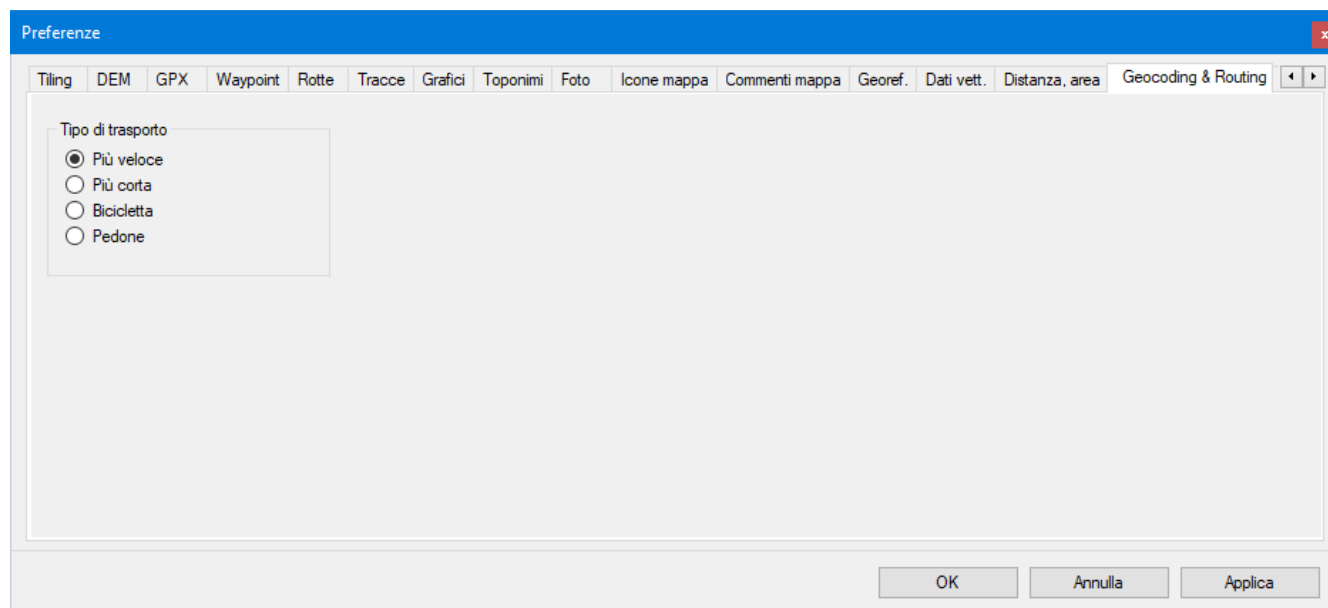 Preferenze
x
Tiling DEM GPX Waypoint Rotte Tracce Grafici Toponimi Foto Icone mappa Commenti mappa Georef. Dati vett. Distanza, area Geocoding & Routing
Tipo di trasporto
Più veloce
Più corta
Bicicletta
Pedone
OK Annulla Applica